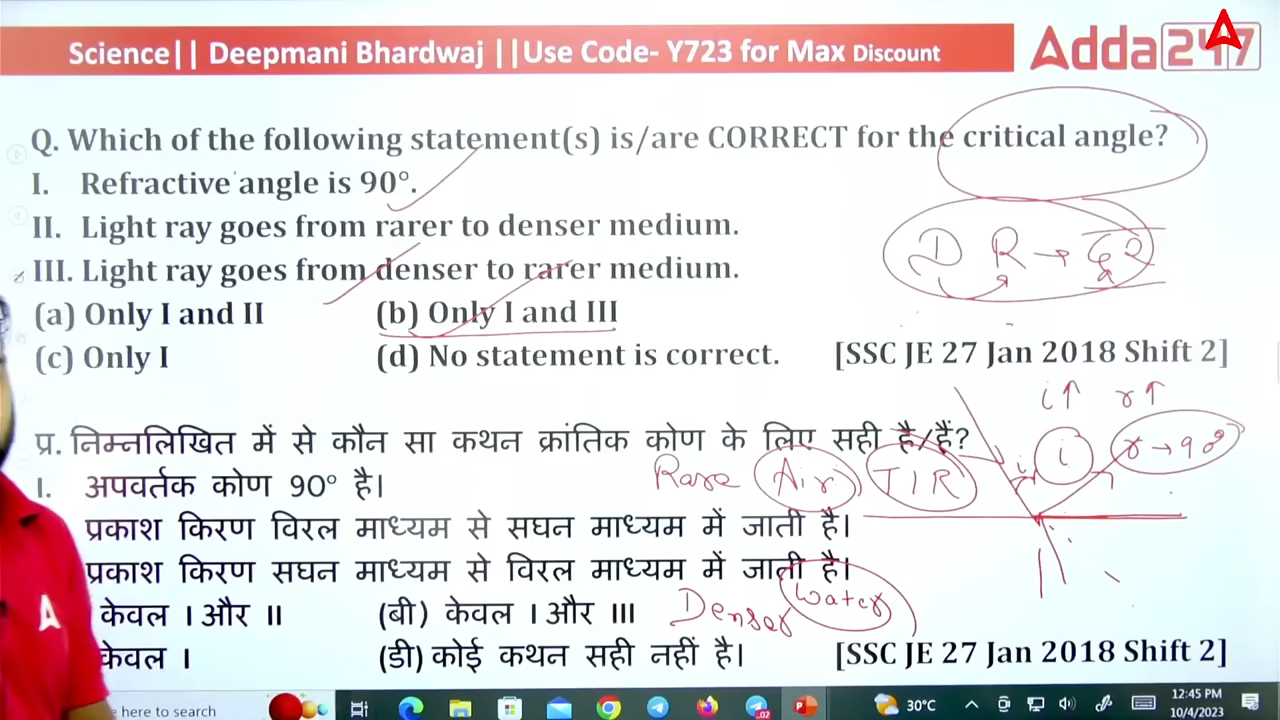 Science|| Deepmani Bhardwaj ||Use Code- Y723 for Max Discount
Adda 247
Q. Which of the following statement(s) is/are CORRECT for the critical angle?
I. Refractive angle is 90°.
II. Light ray goes from rarer to denser medium.
III. Light ray goes from denser to rarer medium.
D R → C2
(a) Only I and II (b) Only I and III
(c) Only I (d) No statement is correct. [SSC JE 27 Jan 2018 Shift 2]
i↑ r↑
प्र. निम्नलिखित में से कौन सा कथन क्रांतिक कोण के लिए सही है/हैं?
i i r → 90°
Rare Air TIR
I. अपवर्तक कोण 90° है।
प्रकाश किरण विरल माध्यम से सघन माध्यम में जाती है।
प्रकाश किरण सघन माध्यम से विरल माध्यम में जाती है।
केवल I और II (बी) केवल I और III
Denser Water
केवल I (डी) कोई कथन सही नहीं है। [SSC JE 27 Jan 2018 Shift 2]
here to search
30°C
12:45 PM
10/4/2023